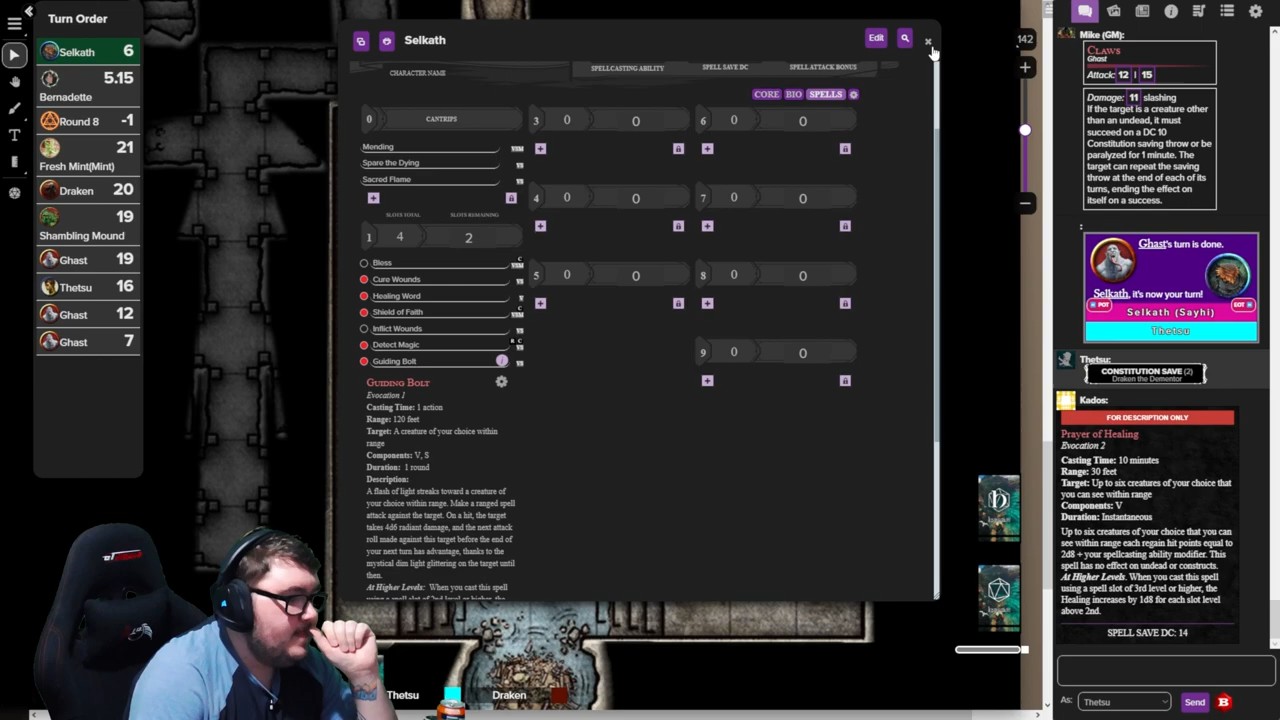 Turn Order
Selkath 6
5.15
Bernadette
Round 8 -1
21
Fresh Mint(Mint)
Draken 20
19
Shambling Mound
Ghast 19
Thetsu 16
Ghast 12
Ghast 7
Selkath
Edit
CHARACTER NAME
SPELLCASTING ABILITY
SPELL SAVE DC
SPELL ATTACK BONUS
CORE BIO SPELLS
0 CANTRIPS
Mending
Spare the Dying
Sacred Flame
SLOTS TOTAL SLOTS REMAINING
1 4 2
Bless
Cure Wounds
Healing Word
Shield of Faith
Inflict Wounds
Detect Magic
Guiding Bolt
GUIDING BOLT
Evocation 1
Casting Time: 1 action
Range: 120 feet
Target: A creature of your choice within
range
Components: V, S
Duration: 1 round
Description:
A flash of light streaks toward a creature of
your choice within range. Make a ranged spell
attack against the target. On a hit, the target
takes 4d6 radiant damage, and the next attack
roll made against this target before the end of
your next turn has advantage, thanks to the
mystical dim light glittering on the target until
then.
At Higher Levels: When you cast this spell
using a spell slot of 2nd level or higher, the
3 0 0
4 0 0
5 0 0
6 0 0
7 0 0
8 0 0
9 0 0
142
Mike (GM):
CLAWS
Ghast
Attack: 12 | 15
Damage: 11 slashing
If the target is a creature other
than an undead, it must
succeed on a DC 10
Constitution saving throw or be
paralyzed for 1 minute. The
target can repeat the saving
throw at the end of each of its
turns, ending the effect on
itself on a success.
:
Ghast's turn is done.
Selkath, it's now your turn!
POT EOT
Selkath (Sayhi)
Thetsu
Thetsu:
CONSTITUTION SAVE (2)
Draken the Dementor
Kados:
FOR DESCRIPTION ONLY
Prayer of Healing
Evocation 2
Casting Time: 10 minutes
Range: 30 feet
Target: Up to six creatures of your choice that
you can see within range
Components: V
Duration: Instantaneous
Up to six creatures of your choice that you can
see within range each regain hit points equal to
2d8 + your spellcasting ability modifier. This
spell has no effect on undead or constructs.
At Higher Levels. When you cast this spell
using a spell slot of 3rd level or higher, the
Healing increases by 1d8 for each slot level
above 2nd.
SPELL SAVE DC: 14
As: Thetsu Send
Thetsu
Draken